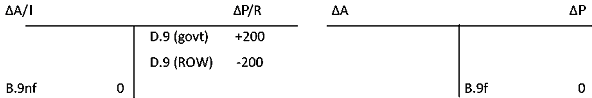 ΔA/I ΔP/R ΔA ΔP
D.9 (govt) +200
D.9 (ROW) -200
B.9nf 0 B.9f 0